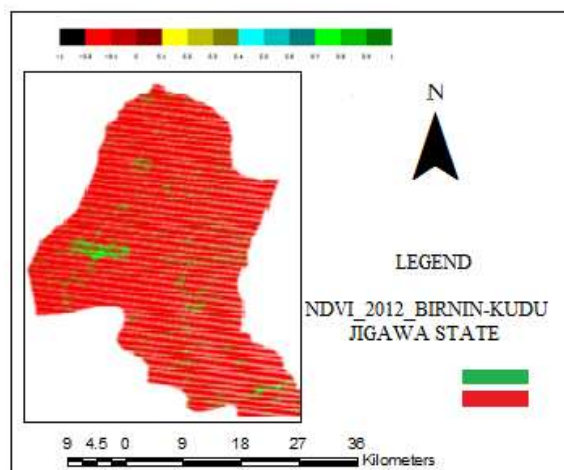 N
LEGEND
NDVI_2012_BIRNIN-KUDU
JIGAWA STATE
9 4.5 0 9 18 27 36
Kilometers